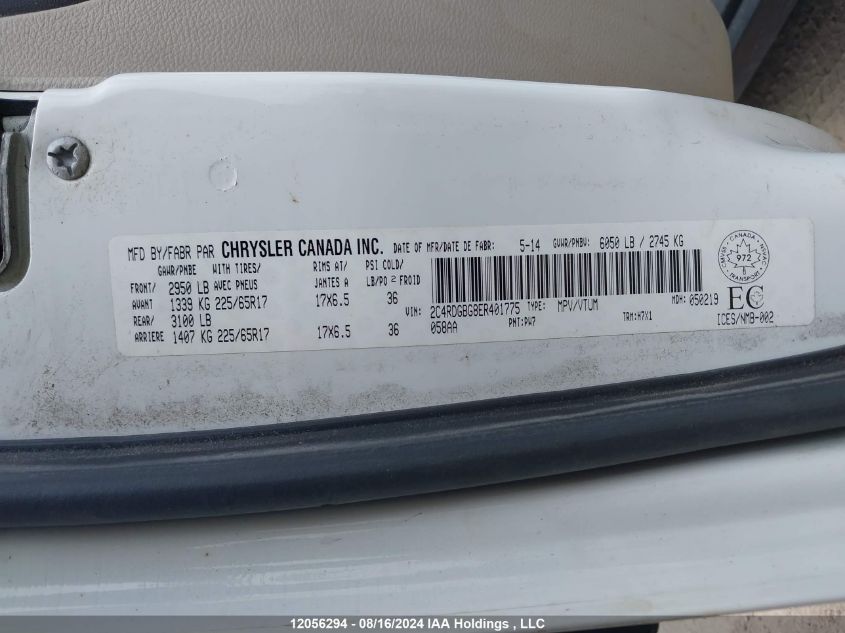 MFD BY/FABR PAR CHRYSLER CANADA INC. DATE OF MFR/DATE DE FABR: 5-14 GVWR/PNBV: 6050 LB / 2745 KG
GAWR/PNBE WITH TIRES/ RIMS AT/ PSI COLD/
FRONT/ 2950 LB AVEC PNEUS JANTES A LB/PO 2 FROID
AVANT 1339 KG 225/65R17 17X6.5 36
REAR/ 3100 LB
ARRIERE 1407 KG 225/65R17 17X6.5 36
VIN: 2C4RDGBG8ER401775 TYPE: MPV/VTUM MDH: 050219
058AA PNT: PW7 TRM: H7X1
CANADA
CMVSS NSVAC
972
TRANSPORT
EC
ICES/NMB-002
12056294 - 08/16/2024 IAA Holdings, LLC